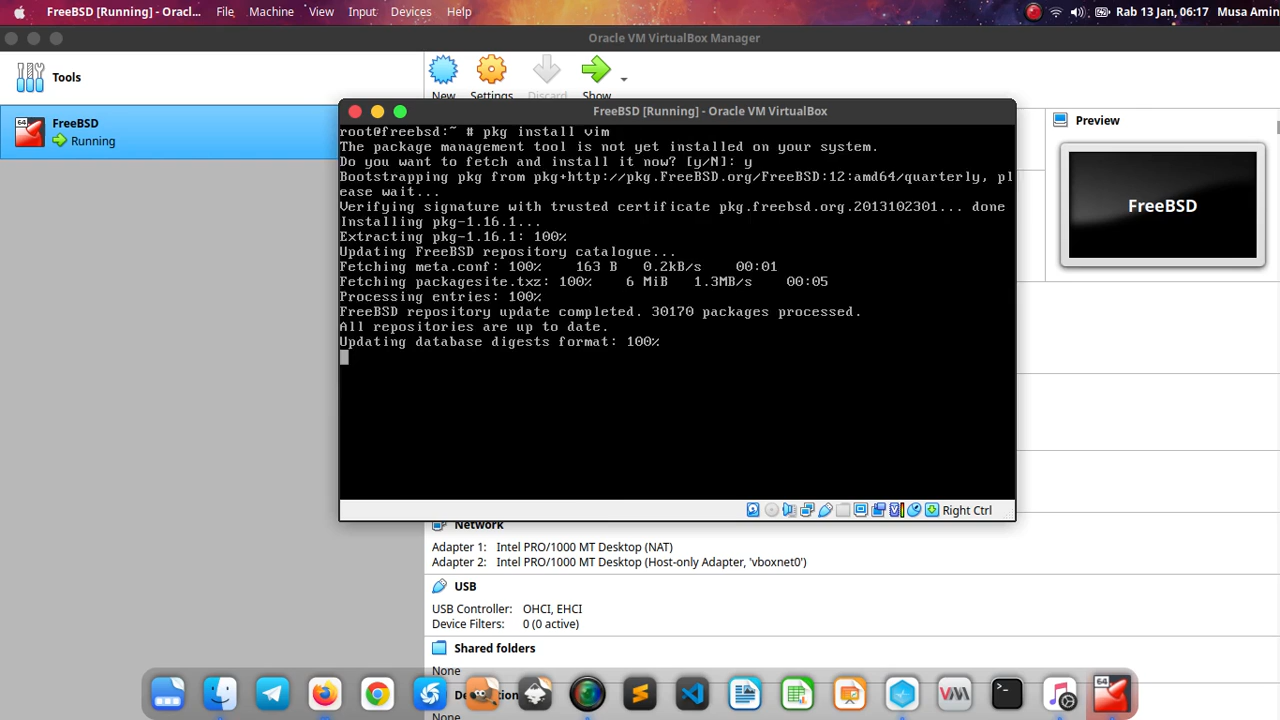 FreeBSD [Running] - Oracl... File Machine View Input Devices Help Rab 13 Jan, 06:17 Musa Amin
Oracle VM VirtualBox Manager
Tools
New Settings Discard Show
FreeBSD
Running
Preview
FreeBSD
FreeBSD [Running] - Oracle VM VirtualBox
root@freebsd:~ # pkg install vim
The package management tool is not yet installed on your system.
Do you want to fetch and install it now? [y/N]: y
Bootstrapping pkg from pkg+http://pkg.FreeBSD.org/FreeBSD:12:amd64/quarterly, pl
ease wait...
Verifying signature with trusted certificate pkg.freebsd.org.2013102301... done
Installing pkg-1.16.1...
Extracting pkg-1.16.1: 100%
Updating FreeBSD repository catalogue...
Fetching meta.conf: 100% 163 B 0.2kB/s 00:01
Fetching packagesite.txz: 100% 6 MiB 1.3MB/s 00:05
Processing entries: 100%
FreeBSD repository update completed. 30170 packages processed.
All repositories are up to date.
Updating database digests format: 100%
Right Ctrl
Network
Adapter 1: Intel PRO/1000 MT Desktop (NAT)
Adapter 2: Intel PRO/1000 MT Desktop (Host-only Adapter, 'vboxnet0')
USB
USB Controller: OHCI, EHCI
Device Filters: 0 (0 active)
Shared folders
None
None